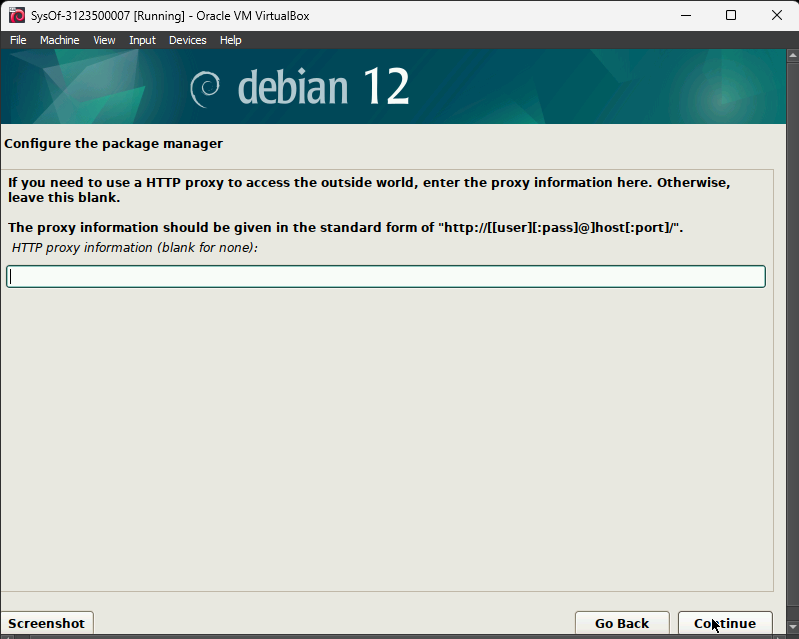 SysOf-3123500007 [Running] - Oracle VM VirtualBox
File Machine View Input Devices Help
debian 12
Configure the package manager
If you need to use a HTTP proxy to access the outside world, enter the proxy information here. Otherwise,
leave this blank.
The proxy information should be given in the standard form of "http://[[user][:pass]@]host[:port]/".
HTTP proxy information (blank for none):
Screenshot Go Back Continue